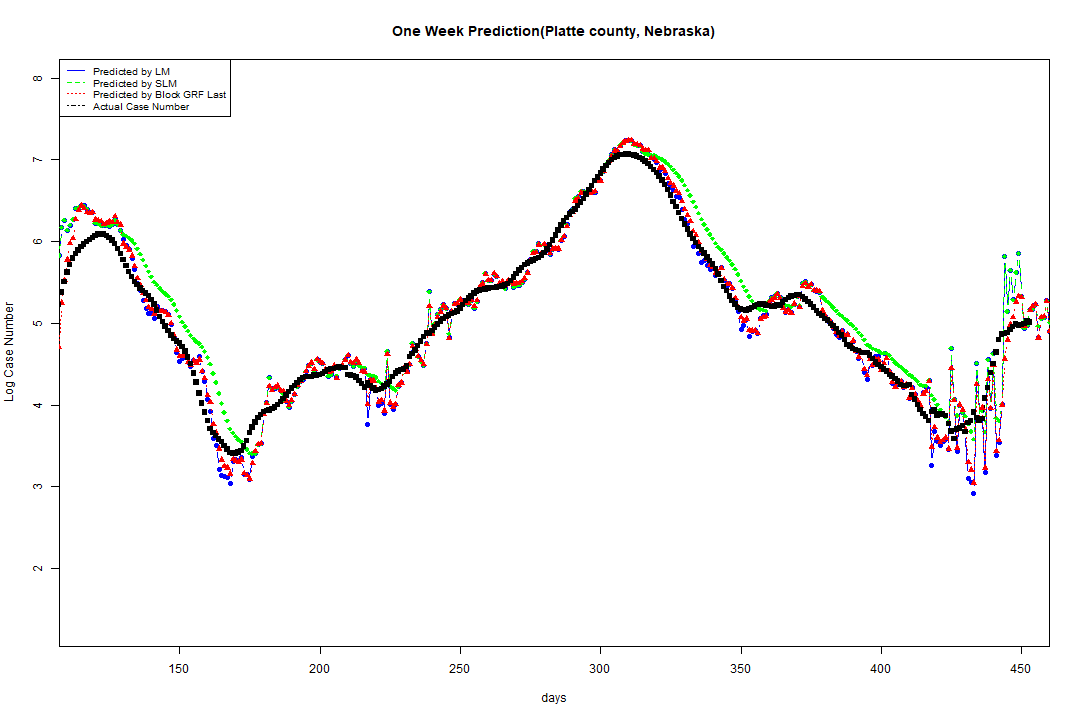 One Week Prediction(Platte county, Nebraska)
Predicted by LM
Predicted by SLM
Predicted by Block GRF Last
Actual Case Number
8
7
6
5
4
3
2
Log Case Number
150 200 250 300 350 400 450
days